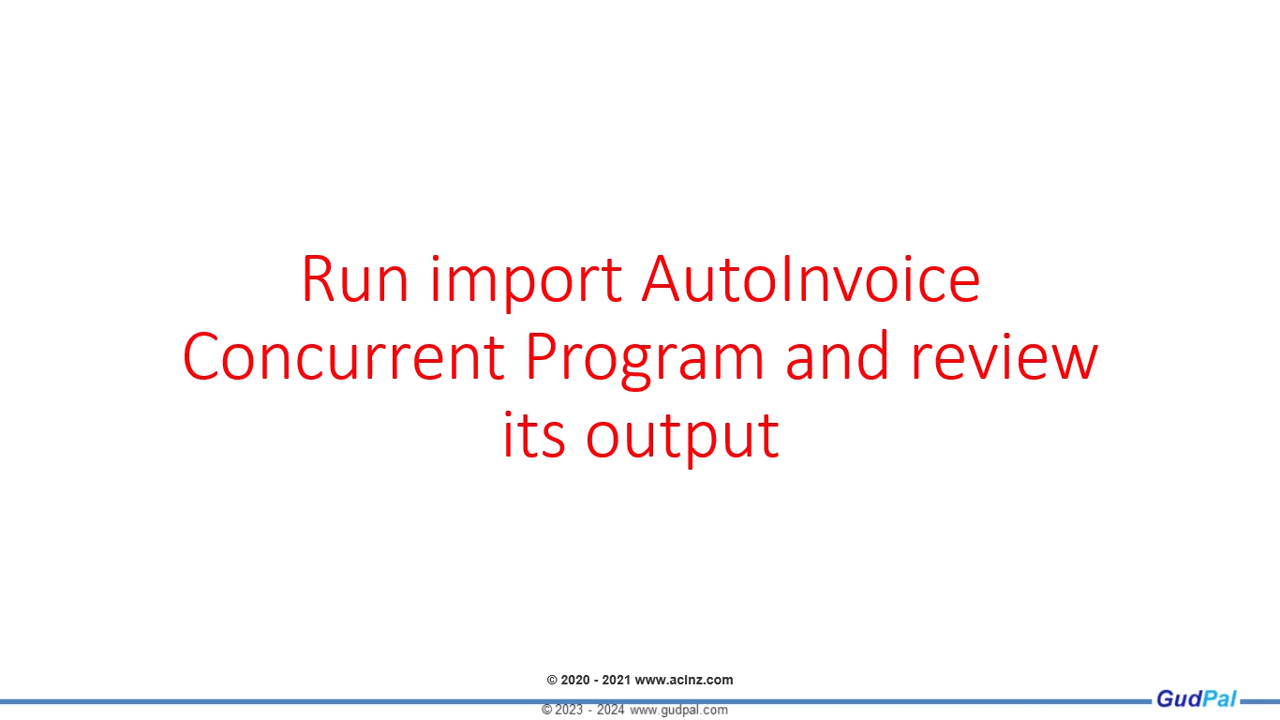 Run import AutoInvoice
Concurrent Program and review
its output
© 2020 - 2021 www.acinz.com
GudPal
© 2023 - 2024 www.gudpal.com